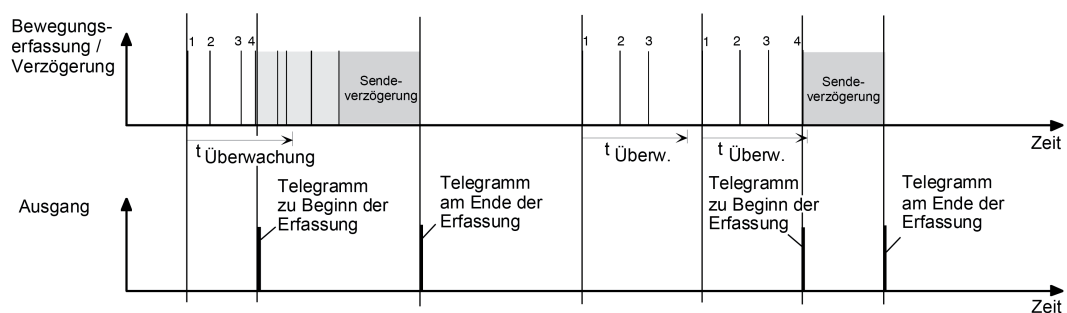 Bewegungs-
erfassung /
Verzögerung
1 2 3 4
Sende-
verzögerung
1 2 3
1 2 3 4
Sende-
verzögerung
Zeit
t Überwachung
t Überw.
t Überw.
Ausgang
Telegramm
zu Beginn der
Erfassung
Telegramm
am Ende der
Erfassung
Telegramm
zu Beginn der
Erfassung
Telegramm
am Ende der
Erfassung
Zeit